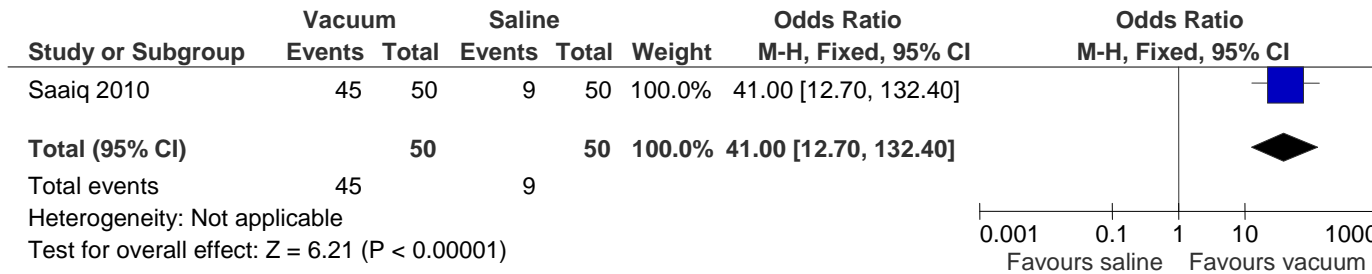 Vacuum Saline Odds Ratio Odds Ratio
Study or Subgroup Events Total Events Total Weight M-H, Fixed, 95% CI M-H, Fixed, 95% CI
Saaiq 2010 45 50 9 50 100.0% 41.00 [12.70, 132.40]
Total (95% CI) 50 50 100.0% 41.00 [12.70, 132.40]
Total events 45 9
Heterogeneity: Not applicable
Test for overall effect: Z = 6.21 (P < 0.00001)
0.001 0.1 1 10 1000
Favours saline Favours vacuum